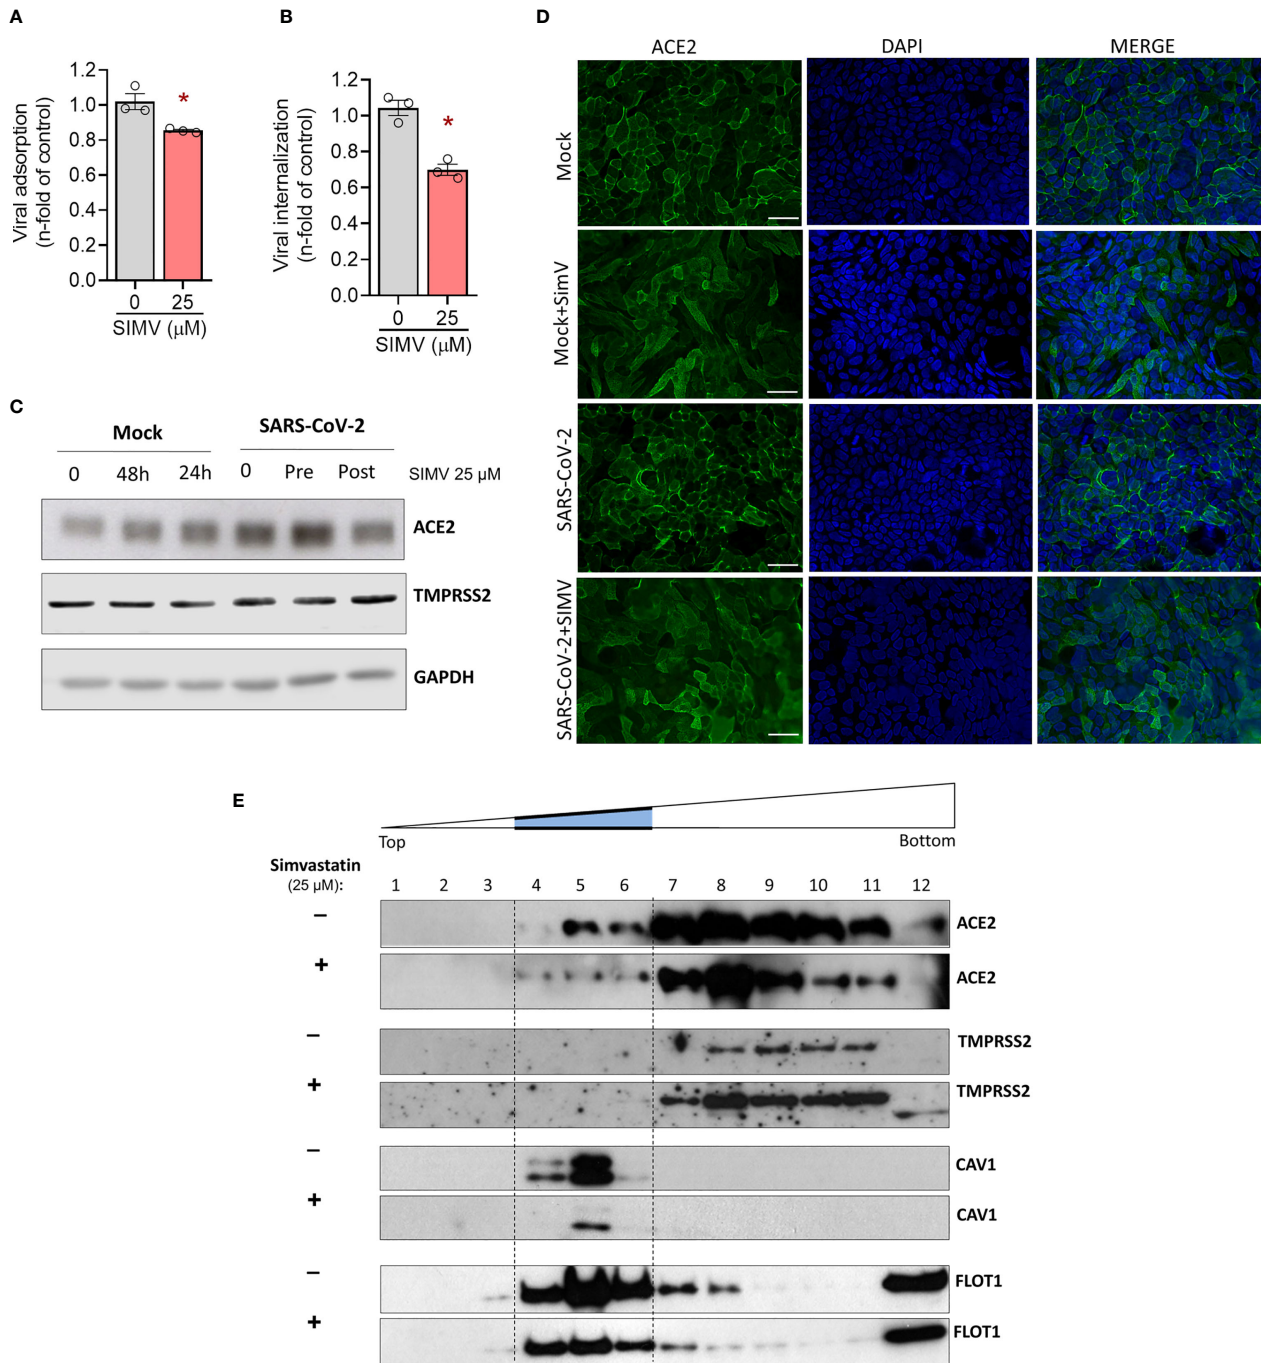 A
Viral adsorption
(n-fold of control)
1.2
1.0
0.8
0.6
0.4
0.2
0.0
*
0 25
SIMV (μM)
B
Viral internalization
(n-fold of control)
1.2
1.0
0.8
0.6
0.4
0.2
0.0
*
0 25
SIMV (μM)
C
Mock SARS-CoV-2
0 48h 24h 0 Pre Post SIMV 25 μM
ACE2
TMPRSS2
GAPDH
D
ACE2 DAPI MERGE
Mock
Mock+SimV
SARS-CoV-2
SARS-CoV-2+SIMV
E
Top Bottom
Simvastatin
(25 μM): 1 2 3 4 5 6 7 8 9 10 11 12
− ACE2
+ ACE2
− TMPRSS2
+ TMPRSS2
− CAV1
+ CAV1
− FLOT1
+ FLOT1